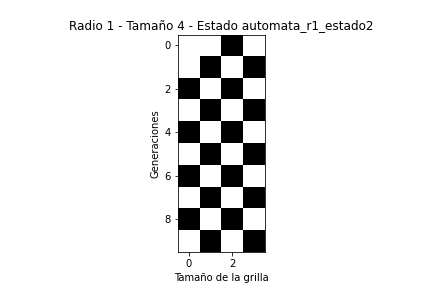 Radio 1 - Tamaño 4 - Estado automata_r1_estado2
Generaciones
0
2
4
6
8
0 2
Tamaño de la grilla